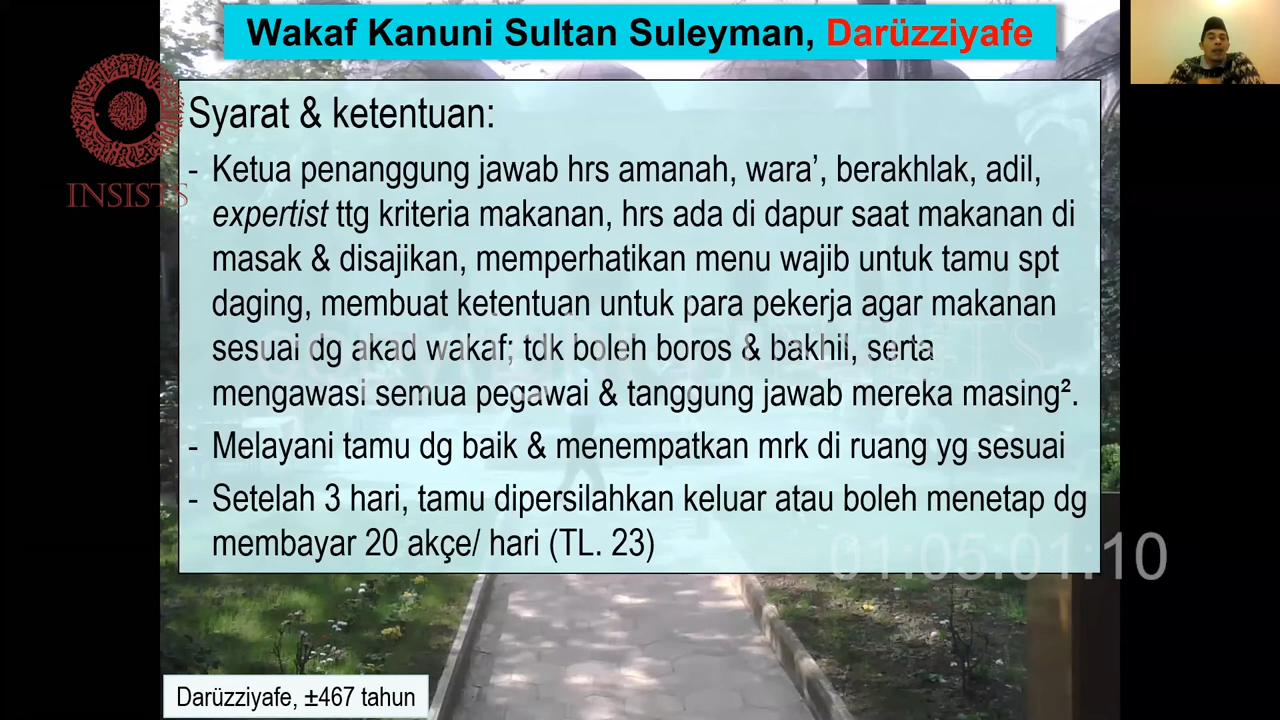 Wakaf Kanuni Sultan Suleyman, Darüzziyafe
INSISTS
Syarat & ketentuan:
- Ketua penanggung jawab hrs amanah, wara’, berakhlak, adil,
expertist ttg kriteria makanan, hrs ada di dapur saat makanan di
masak & disajikan, memperhatikan menu wajib untuk tamu spt
daging, membuat ketentuan untuk para pekerja agar makanan
sesuai dg akad wakaf; tdk boleh boros & bakhil, serta
mengawasi semua pegawai & tanggung jawab mereka masing².
- Melayani tamu dg baik & menempatkan mrk di ruang yg sesuai
- Setelah 3 hari, tamu dipersilahkan keluar atau boleh menetap dg
membayar 20 akçe/ hari (TL. 23)
01:05:01:10
Darüzziyafe, ±467 tahun